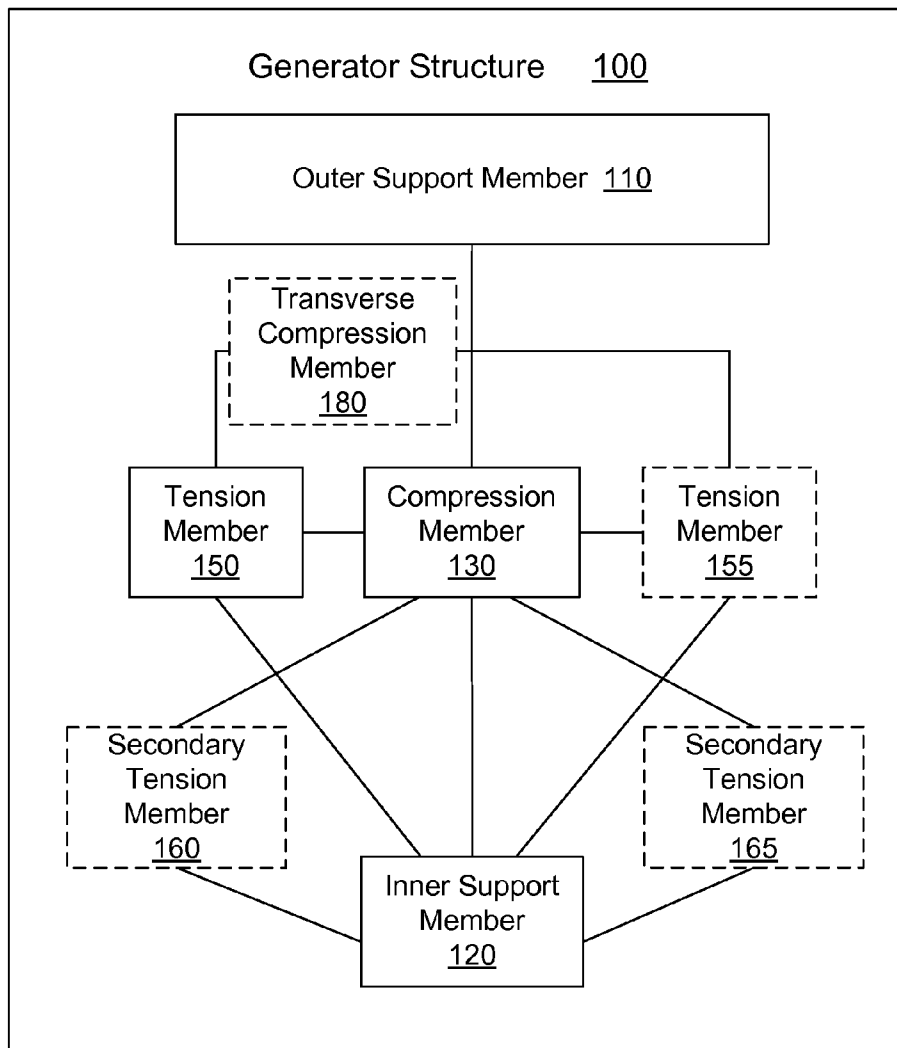 Generator Structure 100
Outer Support Member 110
Transverse
Compression
Member
180
Tension
Member
150
Compression
Member
130
Tension
Member
155
Secondary
Tension
Member
160
Secondary
Tension
Member
165
Inner Support
Member
120